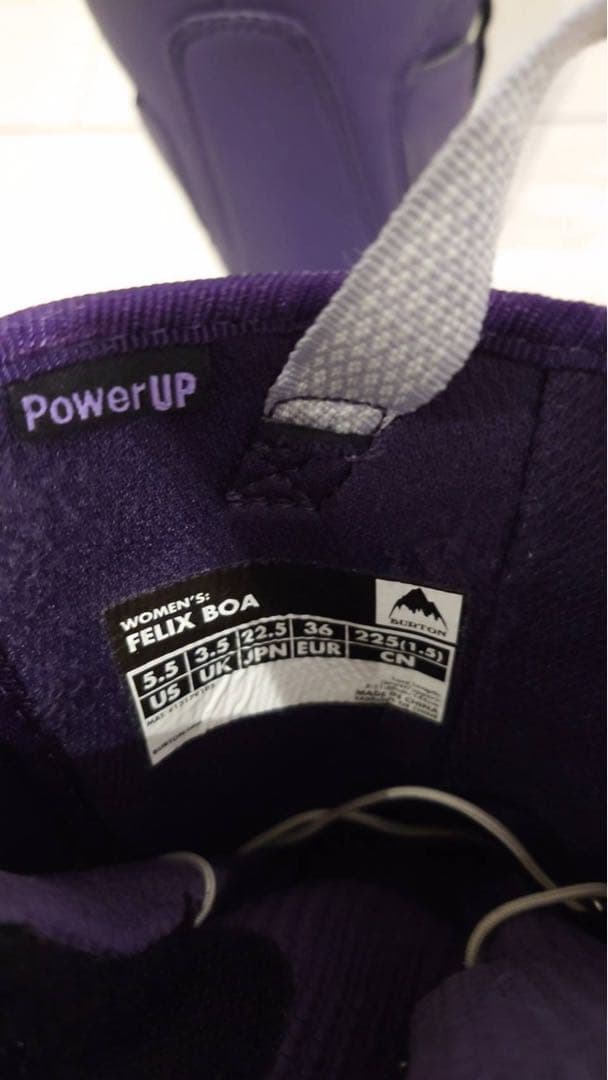 PowerUP
WOMEN'S:
FELIX BOA
BURTON
5.5 3.5 22.5 36 225(1.5)
US UK JPN EUR CN
MADE IN CHINA